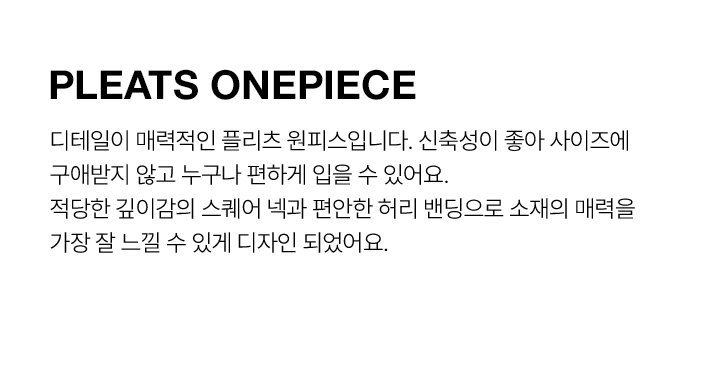 PLEATS ONEPIECE
디테일이 매력적인 플리츠 원피스입니다. 신축성이 좋아 사이즈에
구애받지 않고 누구나 편하게 입을 수 있어요.
적당한 깊이감의 스퀘어 넥과 편안한 허리 밴딩으로 소재의 매력을
가장 잘 느낄 수 있게 디자인 되었어요.